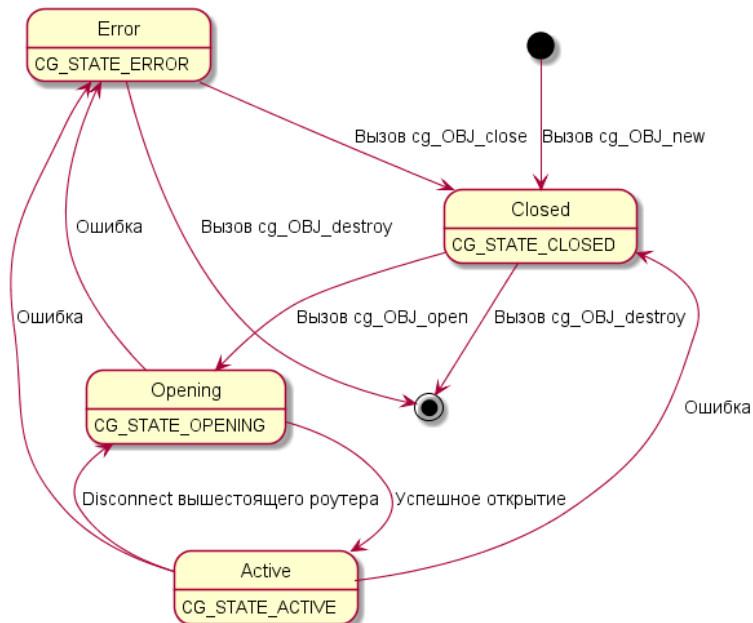 Error
CG_STATE_ERROR
Вызов cg_OBJ_close
Вызов cg_OBJ_new
Closed
CG_STATE_CLOSED
Ошибка
Вызов cg_OBJ_destroy
Ошибка
Вызов cg_OBJ_open
Вызов cg_OBJ_destroy
Opening
CG_STATE_OPENING
Ошибка
Disconnect вышестоящего роутера
Успешное открытие
Active
CG_STATE_ACTIVE